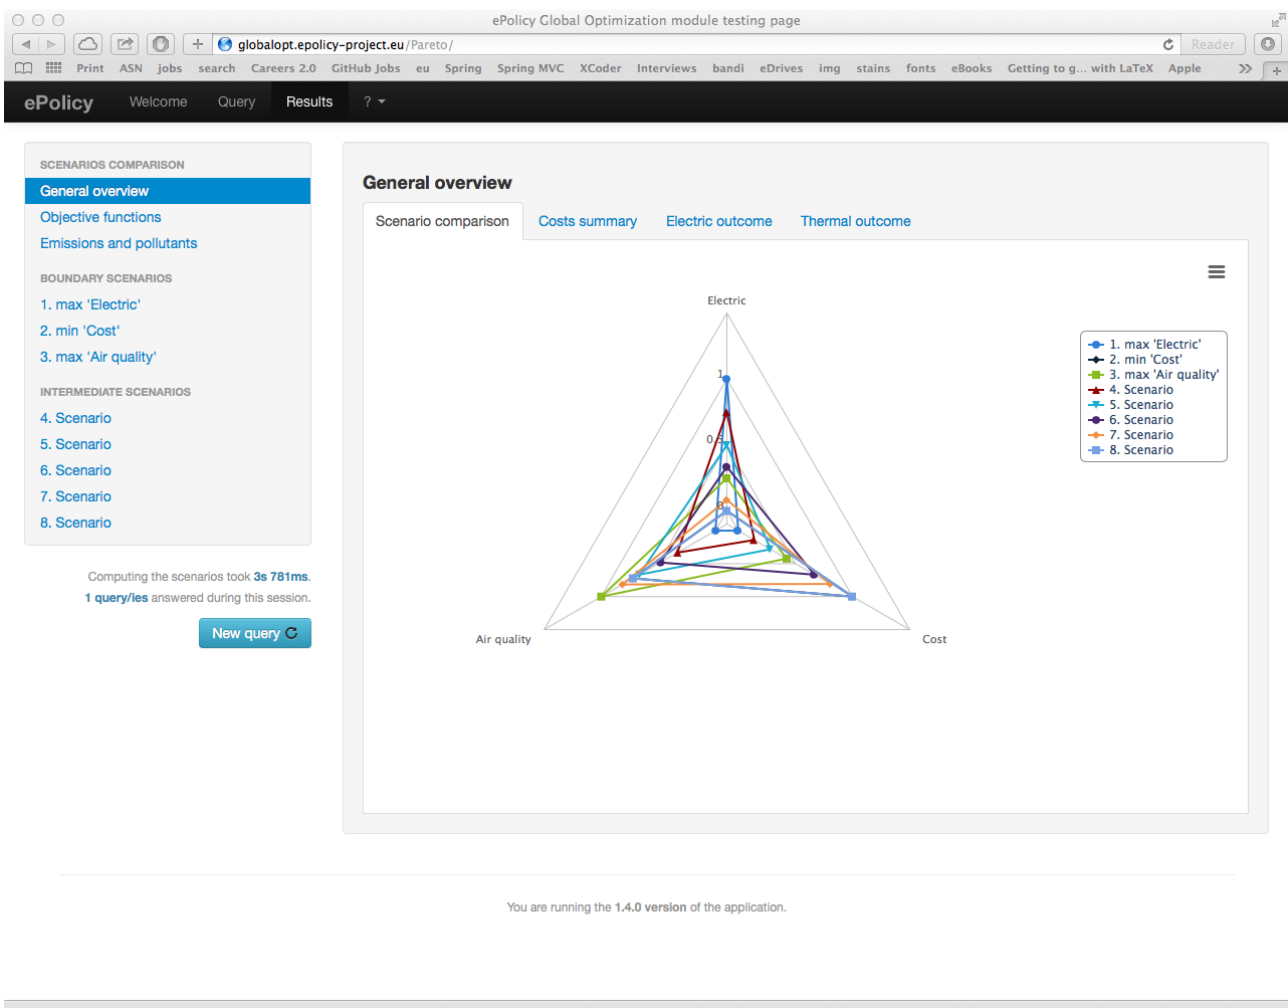 ePolicy Global Optimization module testing page
globalopt.epolicy-project.eu/Pareto/
Reader
Print ASN jobs search Careers 2.0 GitHub Jobs eu Spring Spring MVC XCoder Interviews bandi eDrives img stains fonts eBooks Getting to g... with LaTeX Apple
ePolicy Welcome Query Results ?
SCENARIOS COMPARISON
General overview
Objective functions
Emissions and pollutants
BOUNDARY SCENARIOS
1. max 'Electric'
2. min 'Cost'
3. max 'Air quality'
INTERMEDIATE SCENARIOS
4. Scenario
5. Scenario
6. Scenario
7. Scenario
8. Scenario
Computing the scenarios took 3s 781ms.
1 query/ies answered during this session.
New query
General overview
Scenario comparison Costs summary Electric outcome Thermal outcome
Electric
1
0.5
0
Air quality
Cost
1. max 'Electric'
2. min 'Cost'
3. max 'Air quality'
4. Scenario
5. Scenario
6. Scenario
7. Scenario
8. Scenario
You are running the 1.4.0 version of the application.